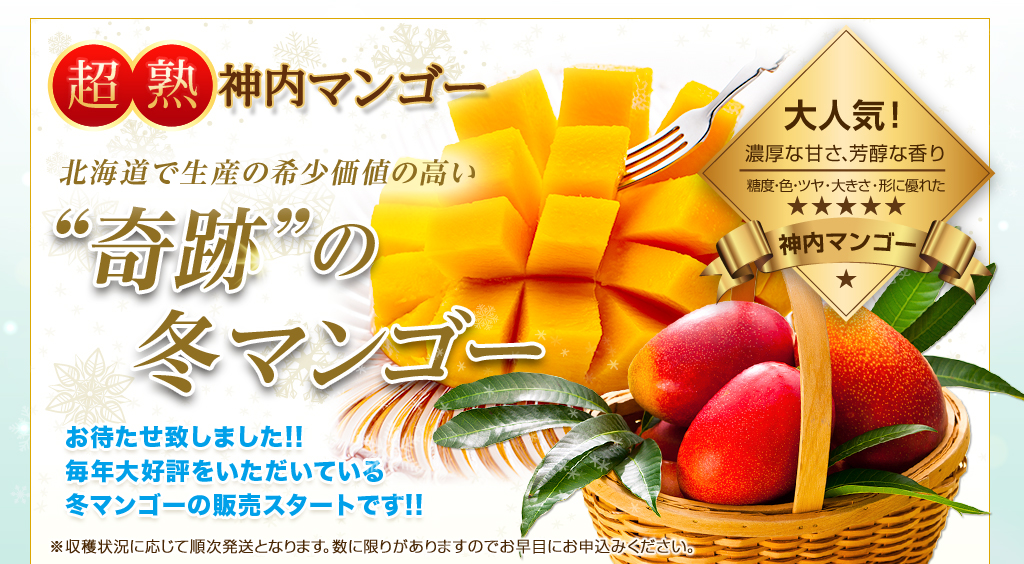 超熟神内マンゴー
北海道で生産の希少価値の高い
“奇跡”の
冬マンゴー
お待たせ致しました!!
毎年大好評をいただいている
冬マンゴーの販売スタートです!!
※収穫状況に応じて順次発送となります。数に限りがありますのでお早目にお申込みください。
大人気！
濃厚な甘さ、芳醇な香り
糖度・色・ツヤ・大きさ・形に優れた
★★★★★
神内マンゴー
★